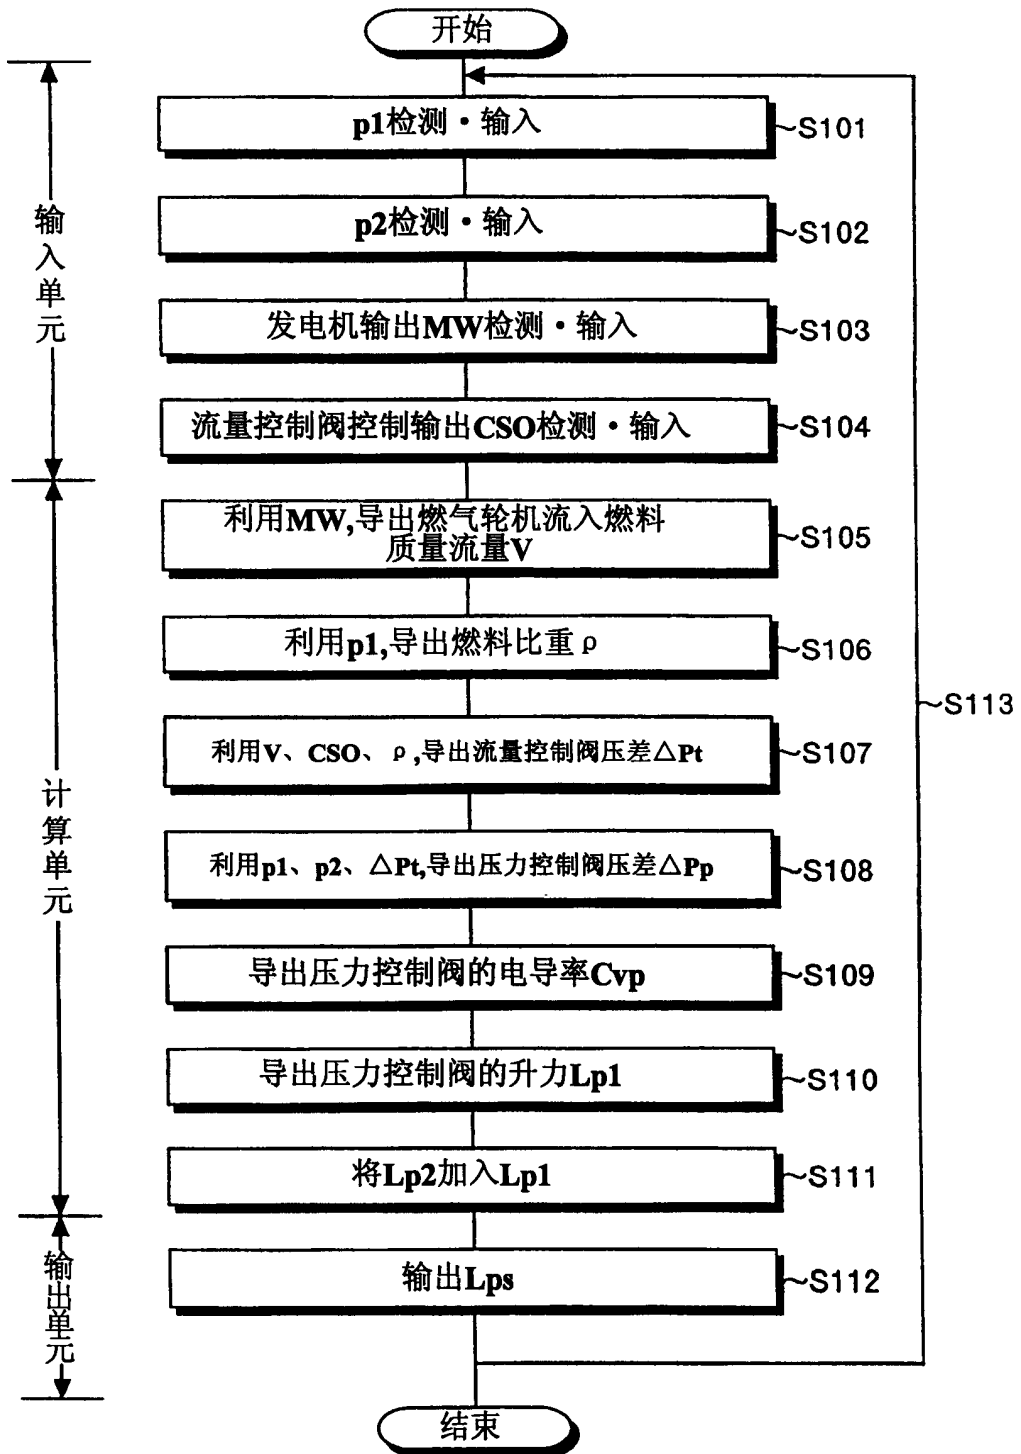 开始
p1检测·输入
S101
p2检测·输入
S102
发电机输出MW检测·输入
S103
流量控制阀控制输出CSO检测·输入
S104
输入单元
利用MW,导出燃气轮机流入燃料
质量流量V
S105
利用p1,导出燃料比重ρ
S106
S113
利用V、CSO、ρ,导出流量控制阀压差△Pt
S107
利用p1、p2、△Pt,导出压力控制阀压差△Pp
S108
计算单元
导出压力控制阀的电导率Cvp
S109
导出压力控制阀的升力Lp1
S110
将Lp2加入Lp1
S111
输出Lps
S112
输出单元
结束